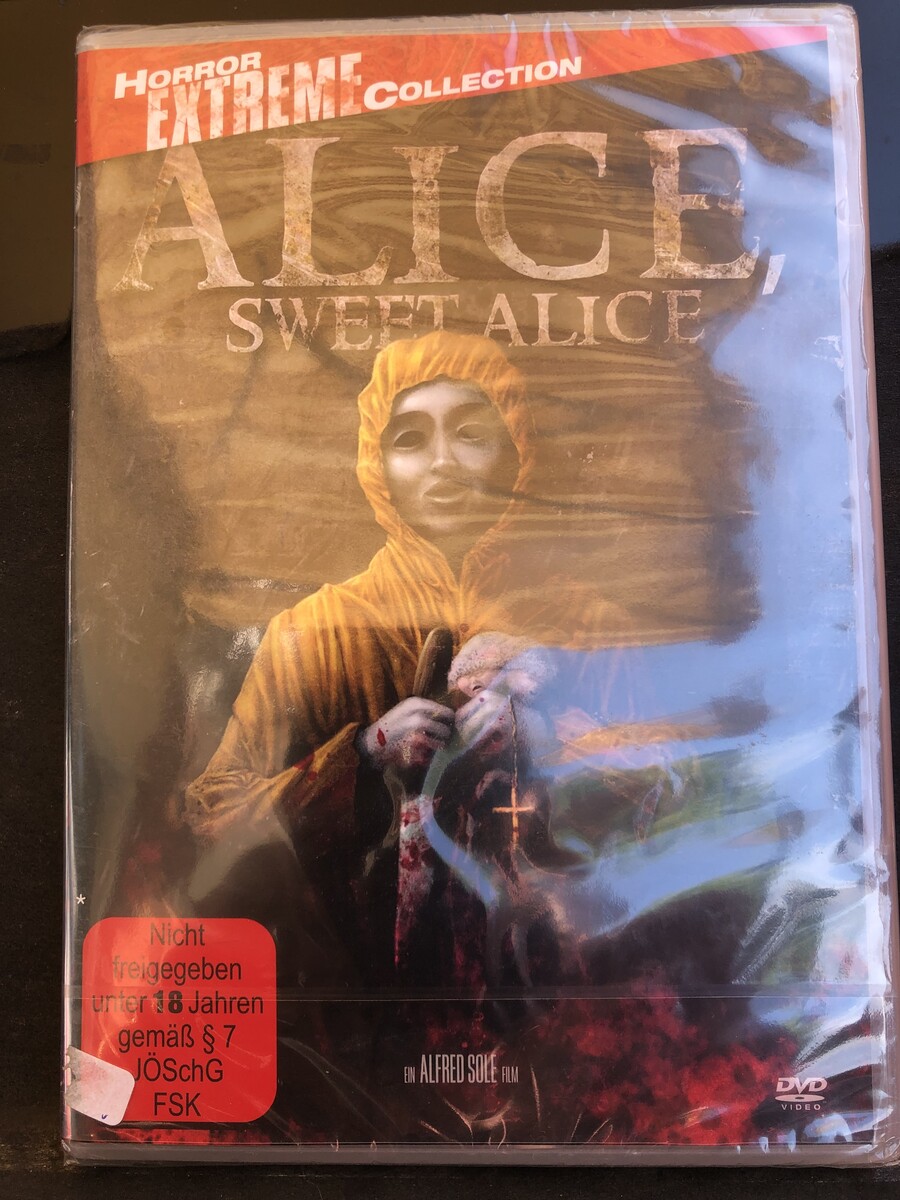 HORROR
EXTREME COLLECTION
ALICE,
SWEET ALICE
*
Nicht
freigegeben
unter 18 Jahren
gemäß § 7
JÖSchG
FSK
EIN ALFRED SOLE FILM
DVD
VIDEO